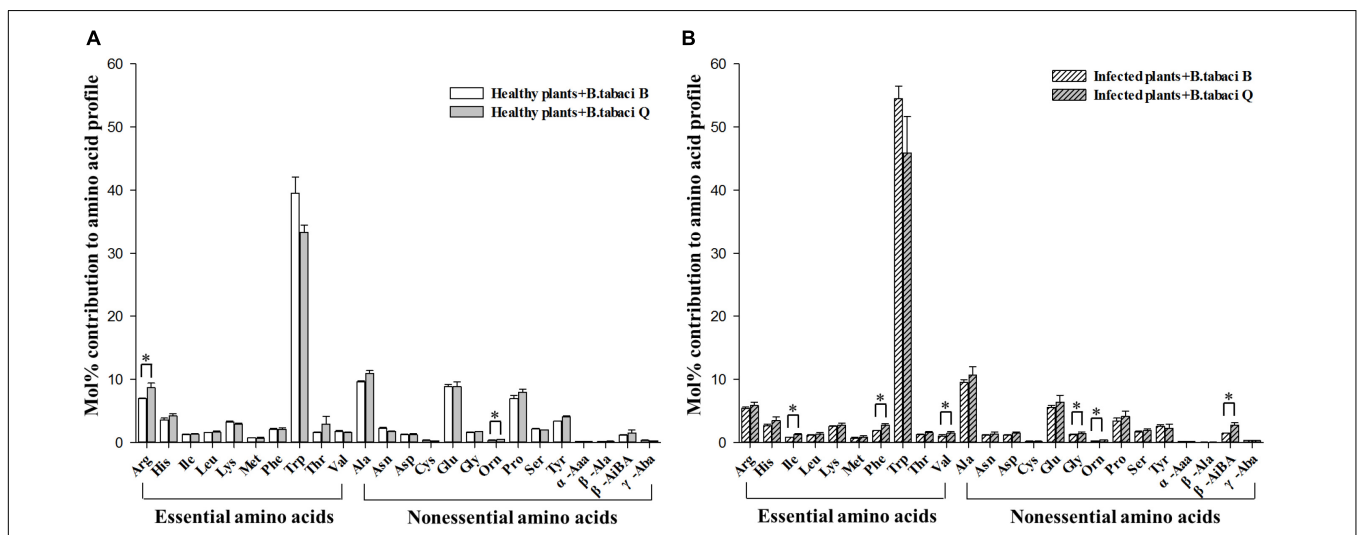 A
Mol% contribution to amino acid profile
60
50
40
30
20
10
0
Healthy plants+B.tabaci B
Healthy plants+B.tabaci Q
*
*
Arg
His
Ile
Leu
Lys
Met
Phe
Trp
Thr
Val
Ala
Asn
Asp
Cys
Glu
Gly
Orn
Pro
Ser
Tyr
α -Aaa
β -Ala
β -AiBA
γ -Aba
Essential amino acids
Nonessential amino acids
B
Mol% contribution to amino acid profile
60
50
40
30
20
10
0
Infected plants+B.tabaci B
Infected plants+B.tabaci Q
*
*
*
*
*
*
Arg
His
Ile
Leu
Lys
Met
Phe
Trp
Thr
Val
Ala
Asn
Asp
Cys
Glu
Gly
Orn
Pro
Ser
Tyr
α -Aaa
β -Ala
β -AiBA
γ -Aba
Essential amino acids
Nonessential amino acids